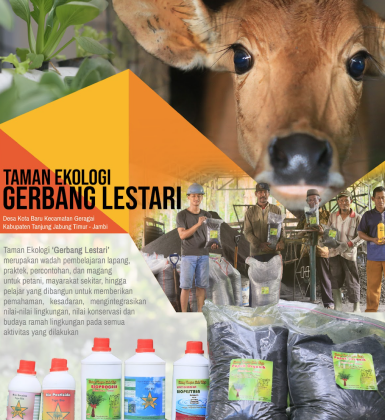 TAMAN EKOLOGI
GERBANG LESTARI
Desa Kota Baru Kecamatan Geragai
Kabupaten Tanjung Jabung Timur - Jambi
Taman Ekologi 'Gerbang Lestari'
merupakan wadah pembelajaran lapang,
praktek, percontohan, dan magang
untuk petani, mayarakat sekitar, hingga
pelajar yang dibangun untuk memberikan
pemahaman, kesadaran, mengintegrasikan
nilai-nilai lingkungan, nilai konservasi dan
budaya ramah lingkungan pada semua
aktivitas yang dilakukan
BIOPROGEN